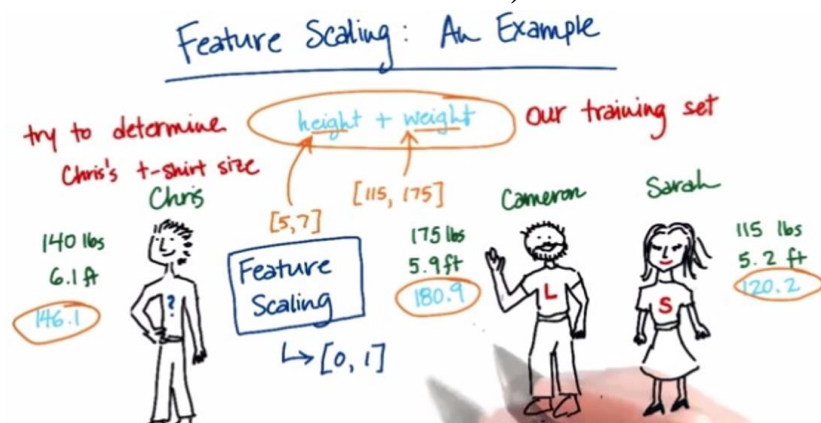 Feature Scaling: An Example
try to determine
Chris's t-shirt size
height + weight
our training set
[5,7]
[115, 175]
Chris
140 lbs
6.1 ft
146.1
?
Feature
Scaling
↳ [0, 1]
Cameron
175 lbs
5.9 ft
180.9
L
Sarah
115 lbs
5.2 ft
120.2
S